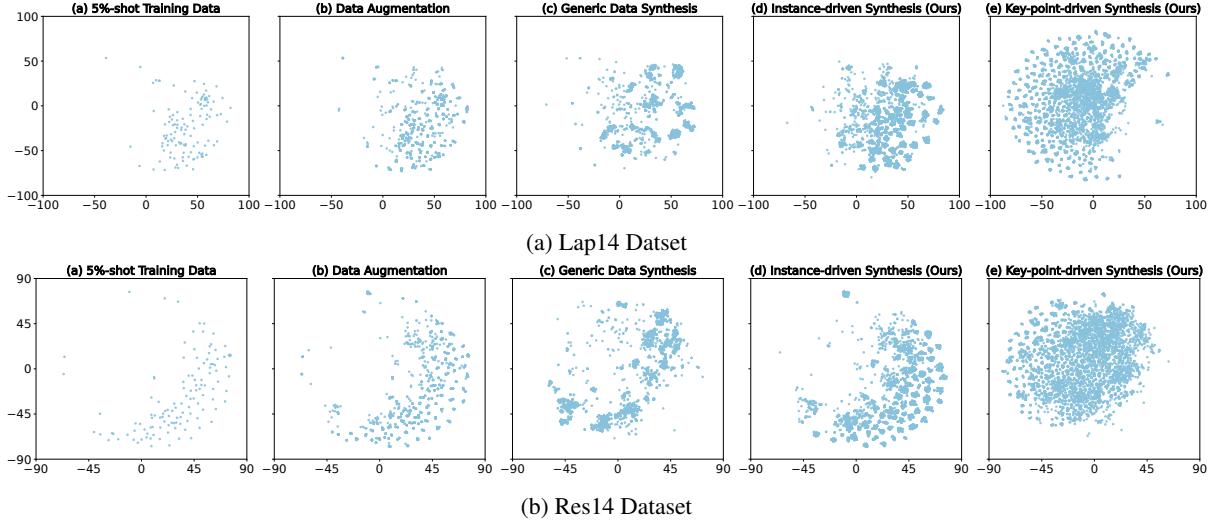 (a) 5%-shot Training Data (b) Data Augmentation (c) Generic Data Synthesis (d) Instance-driven Synthesis (Ours) (e) Key-point-driven Synthesis (Ours)
100
50
0
−50
−100
−100 −50 0 50 100 −100 −50 0 50 100 −100 −50 0 50 100 −100 −50 0 50 100 −100 −50 0 50 100
(a) Lap14 Datset
(a) 5%-shot Training Data (b) Data Augmentation (c) Generic Data Synthesis (d) Instance-driven Synthesis (Ours) (e) Key-point-driven Synthesis (Ours)
90
45
0
−45
−90
−90 −45 0 45 90 −90 −45 0 45 90 −90 −45 0 45 90 −90 −45 0 45 90 −90 −45 0 45 90
(b) Res14 Dataset